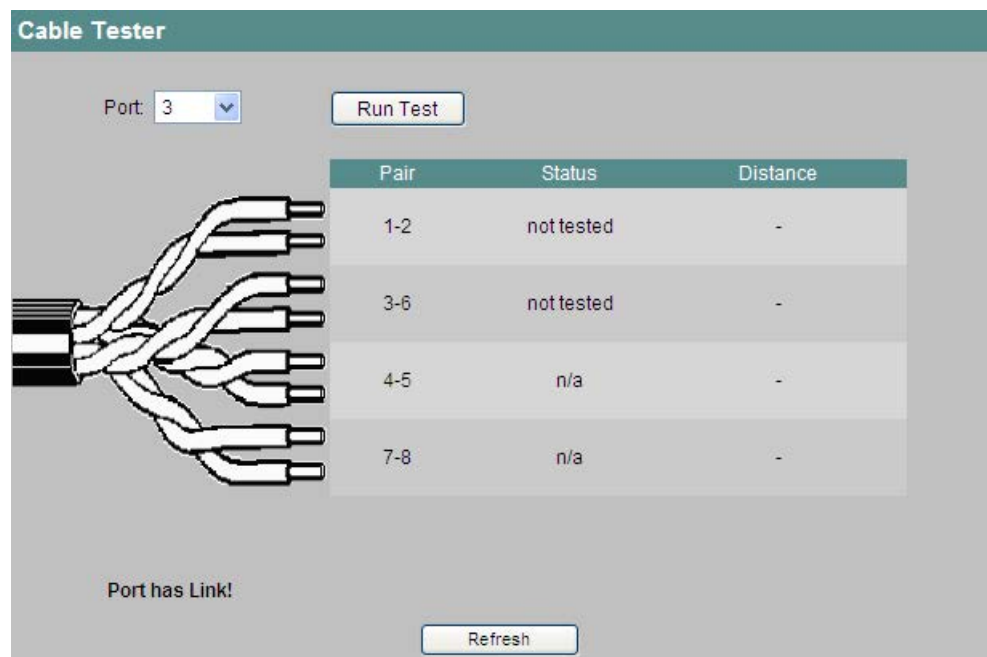 Cable Tester
Port: 3
Run Test
Pair Status Distance
1-2 not tested -
3-6 not tested -
4-5 n/a -
7-8 n/a -
Port has Link!
Refresh